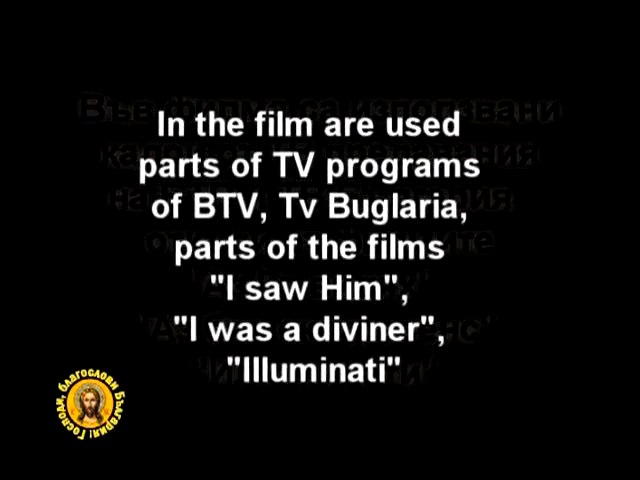 In the film are used
parts of TV programs
of BTV, Tv Buglaria,
parts of the films
"I saw Him",
"I was a diviner",
"Illuminati"
Господи, благослови България!